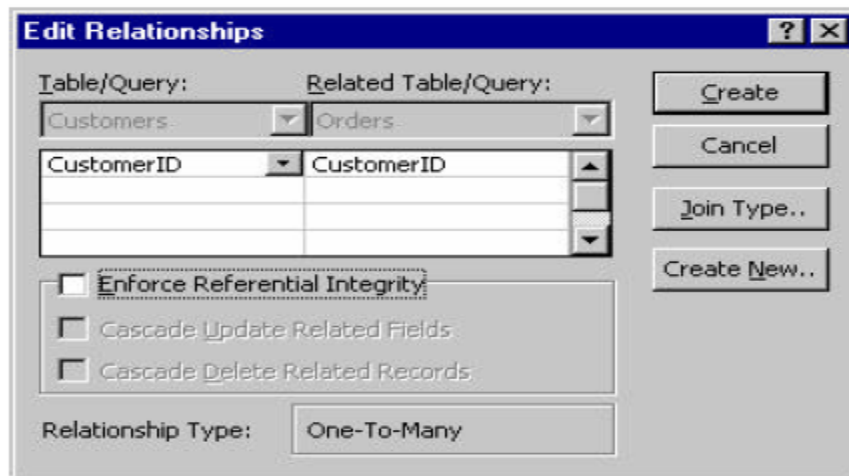 Edit Relationships
Table/Query: Related Table/Query:
Customers Orders
CustomerID CustomerID
Enforce Referential Integrity
Cascade Update Related Fields
Cascade Delete Related Records
Relationship Type: One-To-Many
Create
Cancel
Join Type..
Create New..